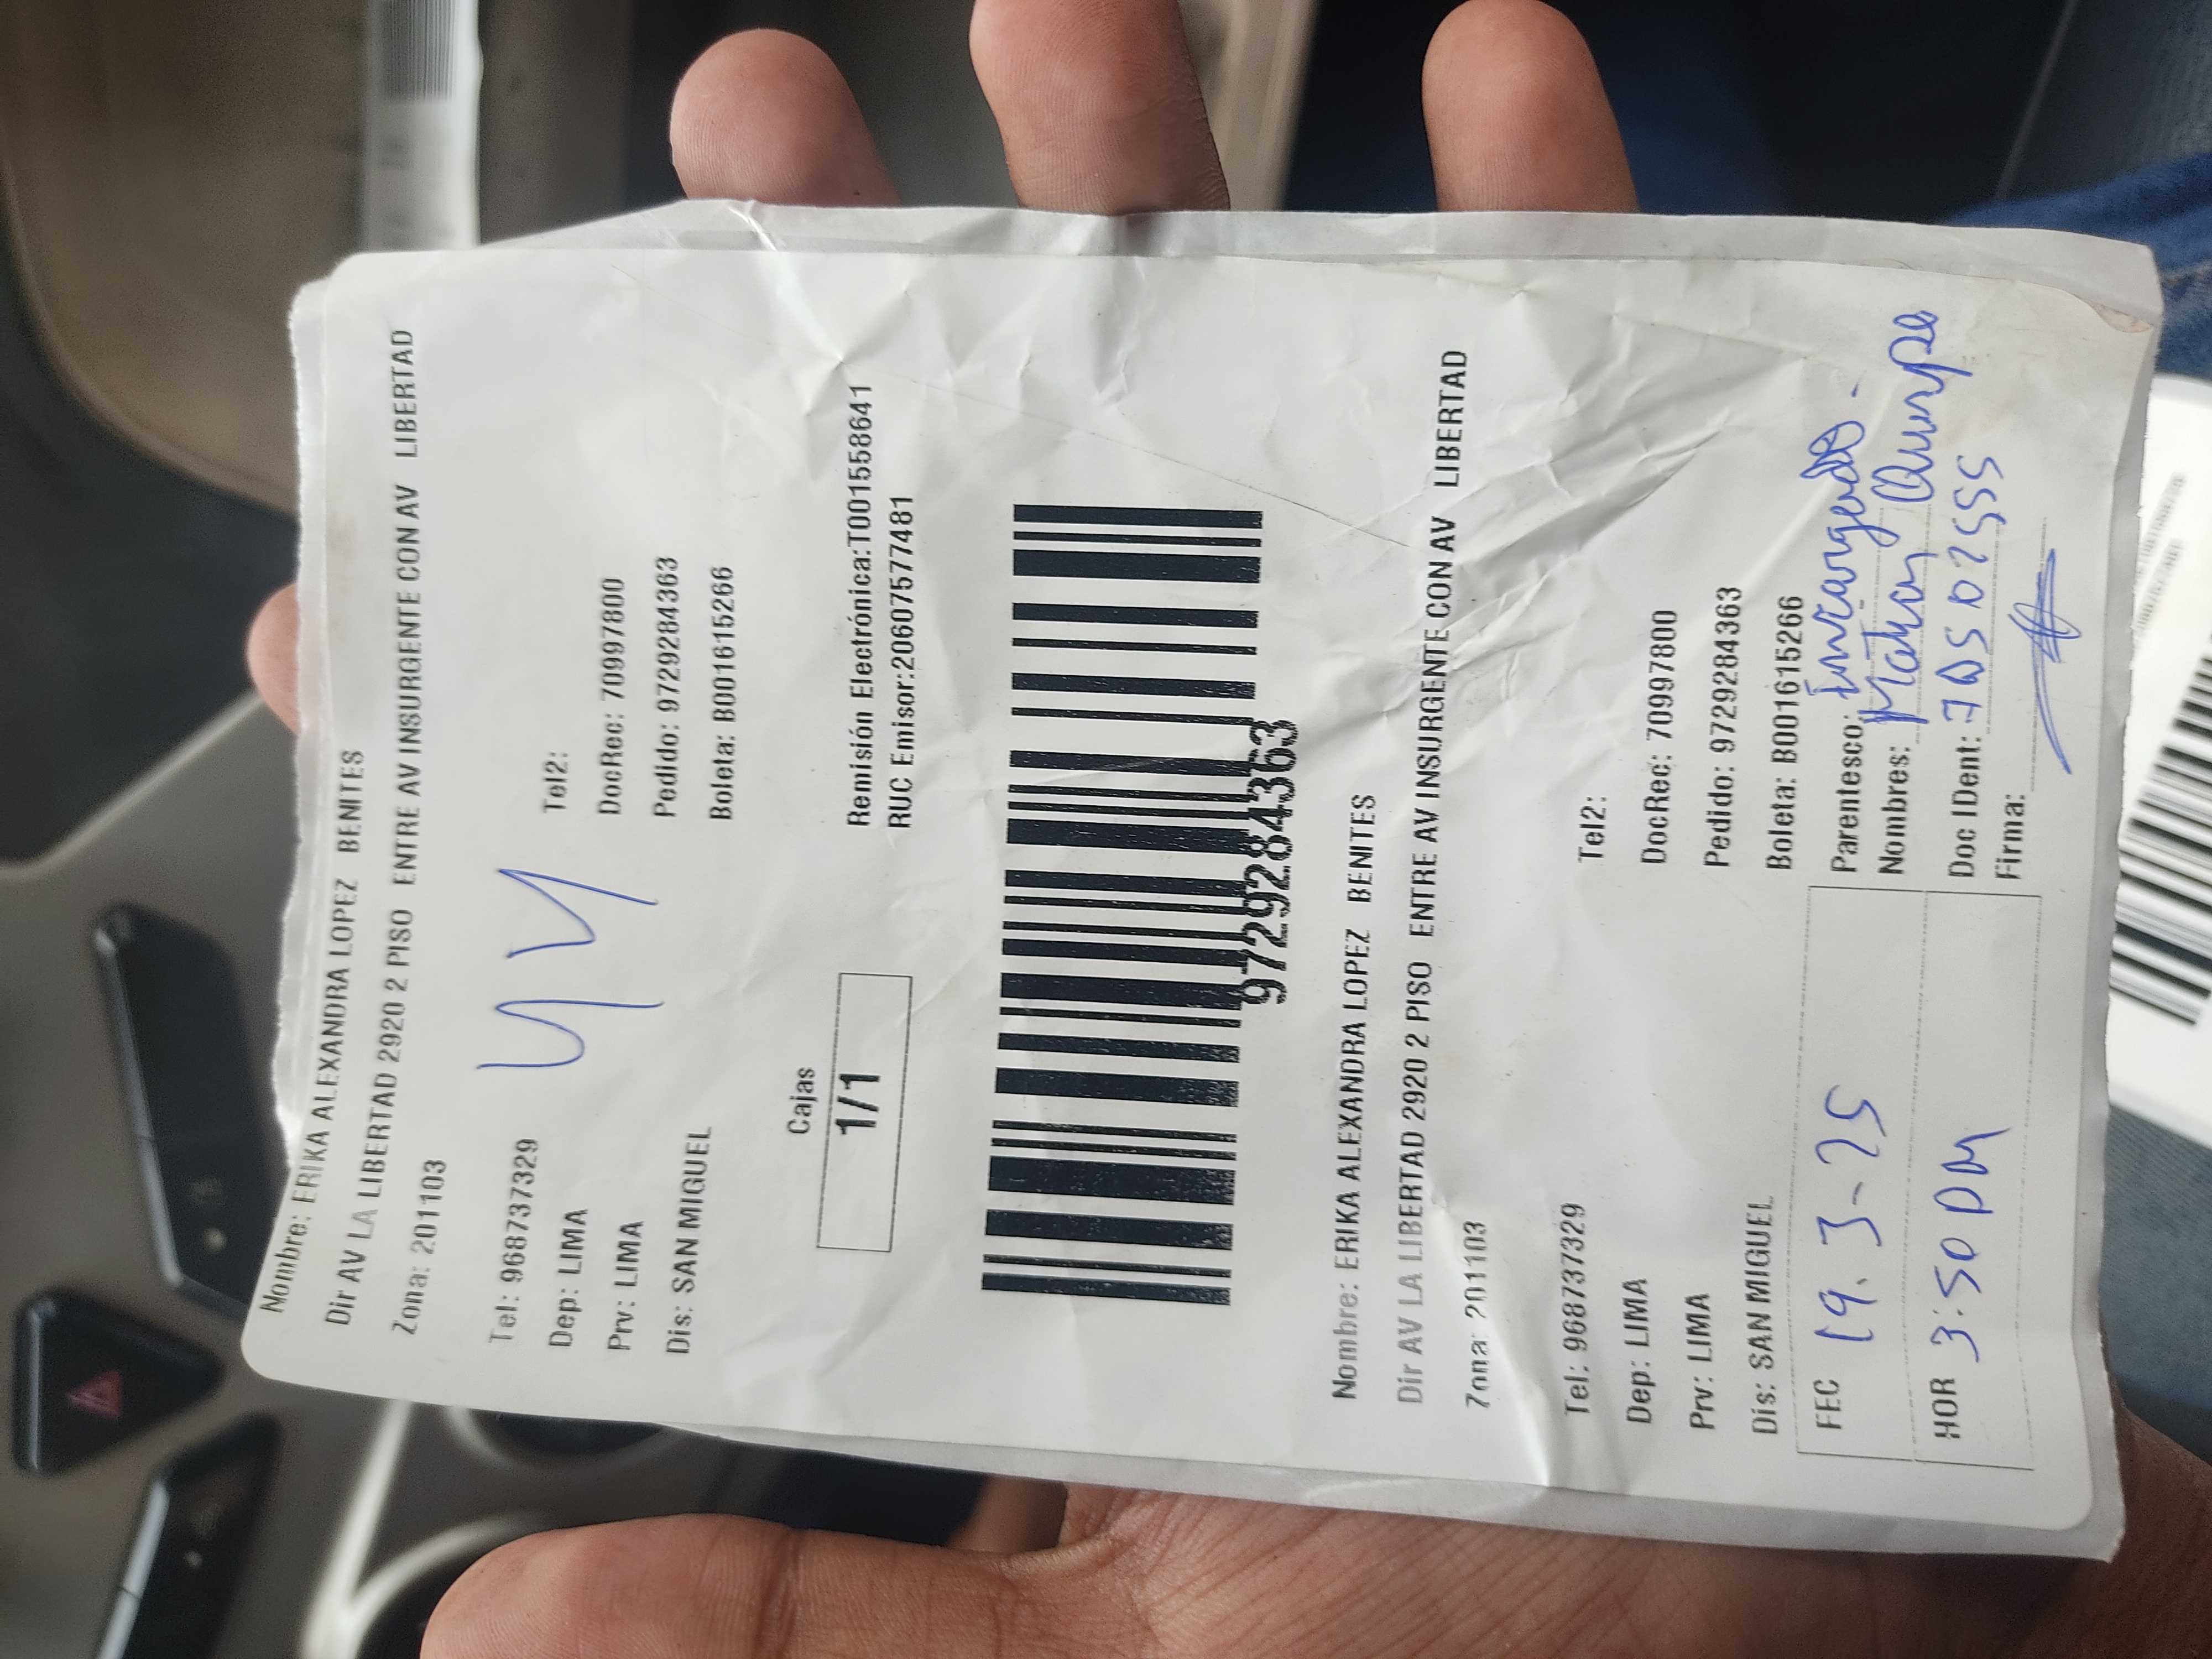 Nombre: ERIKA ALEXANDRA LOPEZ BENITES
Dir AV LA LIBERTAD 2920 2 PISO ENTRE AV INSURGENTE CON AV LIBERTAD
Zona: 201103
Tel: 968737329 Tel2:
Dep: LIMA DocRec: 70997800
Prv: LIMA Pedido: 9729284363
Dis: SAN MIGUEL Boleta: B001615266
Cajas
1/1
Remisión Electrónica:T001558641
RUC Emisor:20607577481
9729284363
Nombre: ERIKA ALEXANDRA LOPEZ BENITES
Dir AV LA LIBERTAD 2920 2 PISO ENTRE AV INSURGENTE CON AV LIBERTAD
Zona: 201103
Tel: 968737329 Tel2:
Dep: LIMA DocRec: 70997800
Prv: LIMA Pedido: 9729284363
Dis: SAN MIGUEL Boleta: B001615266
FEC 19. 3-25 Parentesco: Encargado.
Nombres: Quispe
HOR 3:50 PM Doc IDent:
Firma: